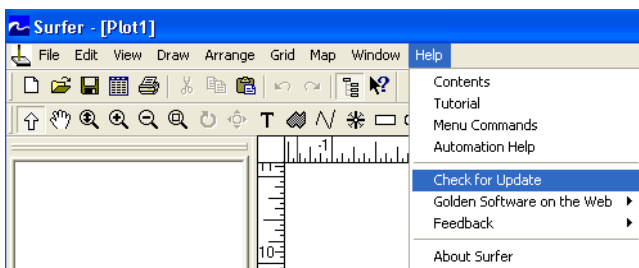 Surfer - [Plot1]
File Edit View Draw Arrange Grid Map Window Help
Contents
Tutorial
Menu Commands
Automation Help
Check for Update
Golden Software on the Web
Feedback
About Surfer
T
-1
11
10